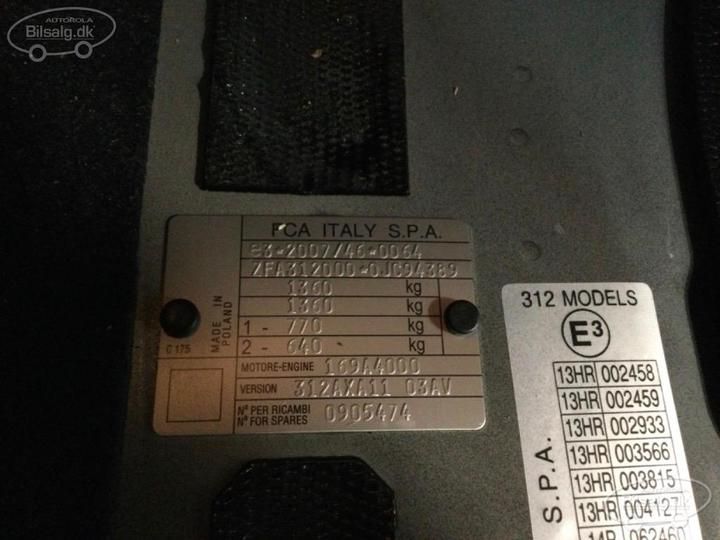 AUTOROLA
Bilsalg.dk
FCA ITALY S.P.A.
e3*2007/46*0064
ZFA312000*0JC94389
1360 kg
1360 kg
1 - 770 kg
2 - 640 kg
MADE IN POLAND
C 175
MOTORE-ENGINE 169A4000
VERSION 312AXA11 03AV
N° PER RICAMBI
N° FOR SPARES 0905474
312 MODELS
E3
13HR 002458
13HR 002459
13HR 002933
13HR 003566
13HR 003815
13HR 004127
14R 062460
S.P.A.